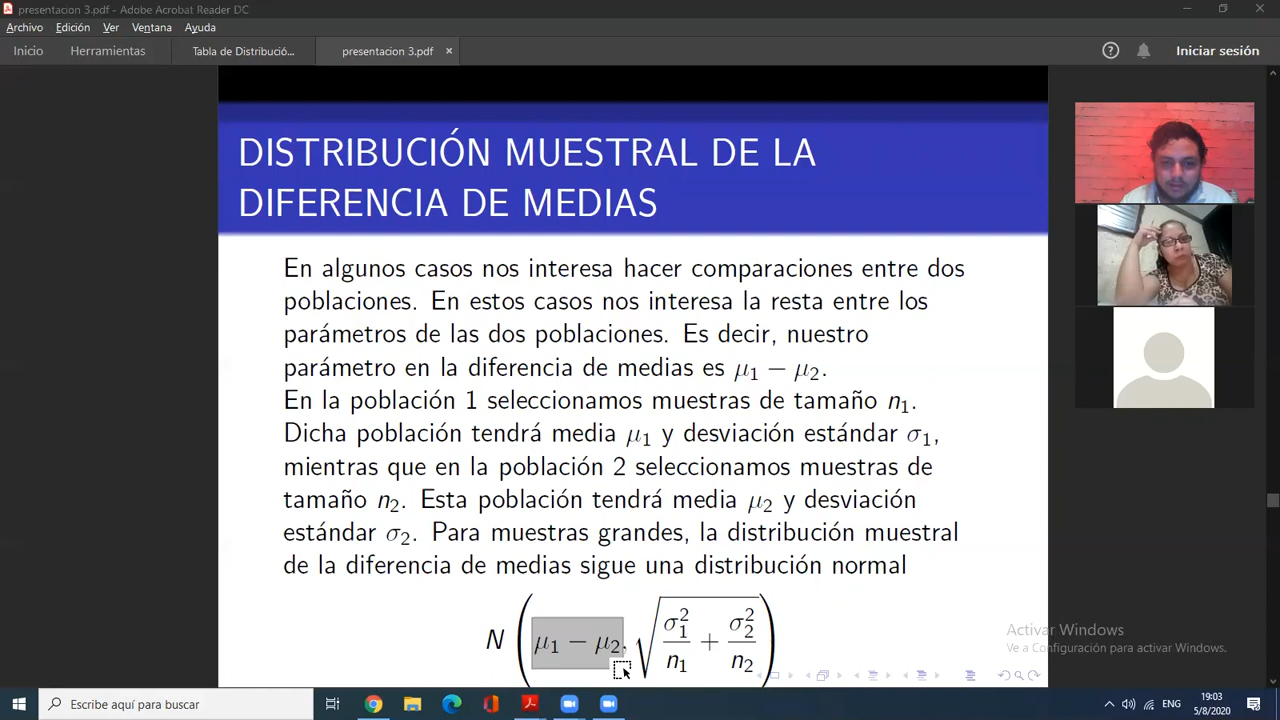 presentacion 3.pdf - Adobe Acrobat Reader DC
Archivo Edición Ver Ventana Ayuda
Inicio Herramientas Tabla de Distribució... presentacion 3.pdf × Iniciar sesión
DISTRIBUCIÓN MUESTRAL DE LA
DIFERENCIA DE MEDIAS
En algunos casos nos interesa hacer comparaciones entre dos
poblaciones. En estos casos nos interesa la resta entre los
parámetros de las dos poblaciones. Es decir, nuestro
parámetro en la diferencia de medias es μ₁ − μ₂.
En la población 1 seleccionamos muestras de tamaño n₁.
Dicha población tendrá media μ₁ y desviación estándar σ₁,
mientras que en la población 2 seleccionamos muestras de
tamaño n₂. Esta población tendrá media μ₂ y desviación
estándar σ₂. Para muestras grandes, la distribución muestral
de la diferencia de medias sigue una distribución normal
N (μ₁ − μ₂, √(σ₁²/n₁ + σ₂²/n₂))
Activar Windows
Ve a Configuración para activar Windows.
Escribe aquí para buscar
ENG
19:03
5/8/2020